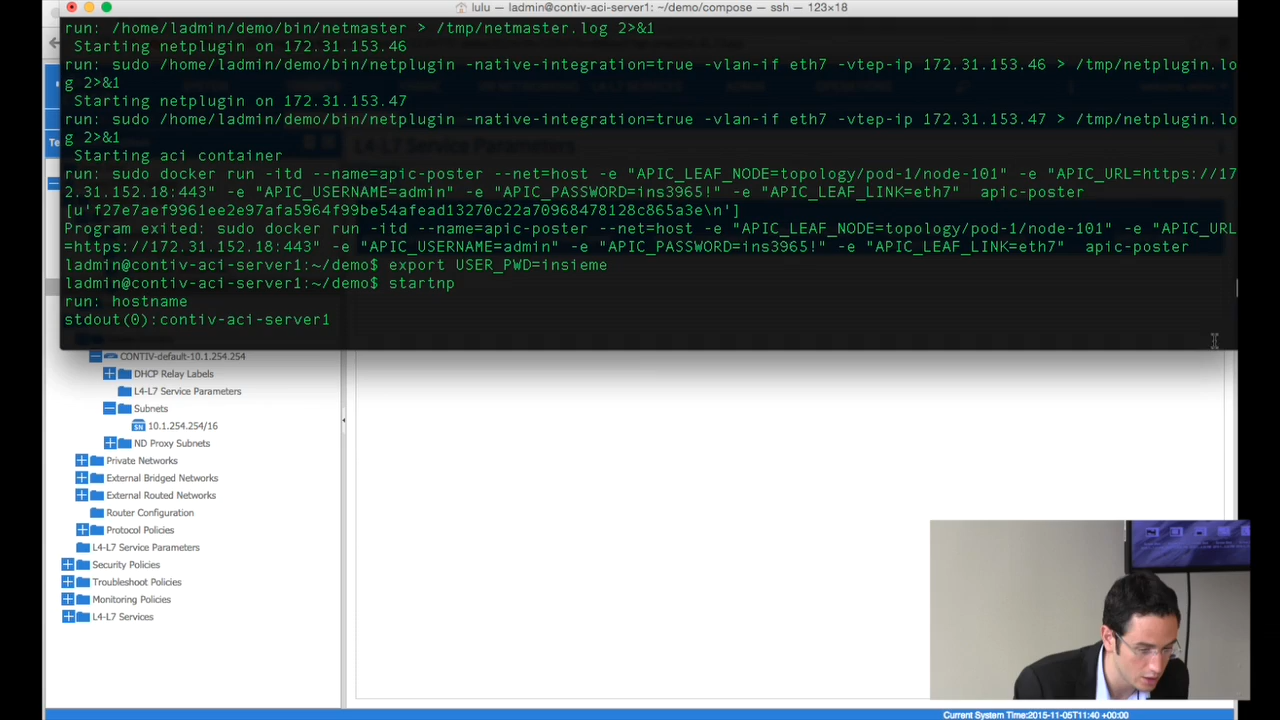 lulu — ladmin@contiv-aci-server1: ~/demo/compose — ssh — 123×18
run: /home/ladmin/demo/bin/netmaster > /tmp/netmaster.log 2>&1
Starting netplugin on 172.31.153.46
run: sudo /home/ladmin/demo/bin/netplugin -native-integration=true -vlan-if eth7 -vtep-ip 172.31.153.46 > /tmp/netplugin.lo
g 2>&1
Starting netplugin on 172.31.153.47
run: sudo /home/ladmin/demo/bin/netplugin -native-integration=true -vlan-if eth7 -vtep-ip 172.31.153.47 > /tmp/netplugin.lo
g 2>&1
Starting aci container
run: sudo docker run -itd --name=apic-poster --net=host -e "APIC_LEAF_NODE=topology/pod-1/node-101" -e "APIC_URL=https://17
2.31.152.18:443" -e "APIC_USERNAME=admin" -e "APIC_PASSWORD=ins3965!" -e "APIC_LEAF_LINK=eth7"  apic-poster
[u'f27e7aef9961ee2e97afa5964f99be54afead13270c22a70968478128c865a3e\n']
Program exited: sudo docker run -itd --name=apic-poster --net=host -e "APIC_LEAF_NODE=topology/pod-1/node-101" -e "APIC_URL
=https://172.31.152.18:443" -e "APIC_USERNAME=admin" -e "APIC_PASSWORD=ins3965!" -e "APIC_LEAF_LINK=eth7"  apic-poster
ladmin@contiv-aci-server1:~/demo$ export USER_PWD=insieme
ladmin@contiv-aci-server1:~/demo$ startnp
run: hostname
stdout(0):contiv-aci-server1
L4-L7 Service Parameters
CONTIV-default-10.1.254.254
DHCP Relay Labels
L4-L7 Service Parameters
Subnets
10.1.254.254/16
ND Proxy Subnets
Private Networks
External Bridged Networks
External Routed Networks
Router Configuration
Protocol Policies
L4-L7 Service Parameters
Security Policies
Troubleshoot Policies
Monitoring Policies
L4-L7 Services
Current System Time:2015-11-05T11:40 +00:00